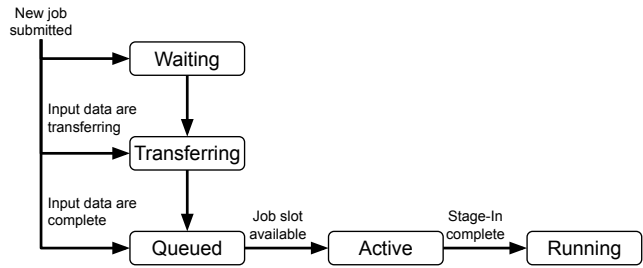 New job
submitted
Waiting
Input data are
transferring
Transferring
Input data are
complete
Job slot
available
Stage-In
complete
Queued
Active
Running